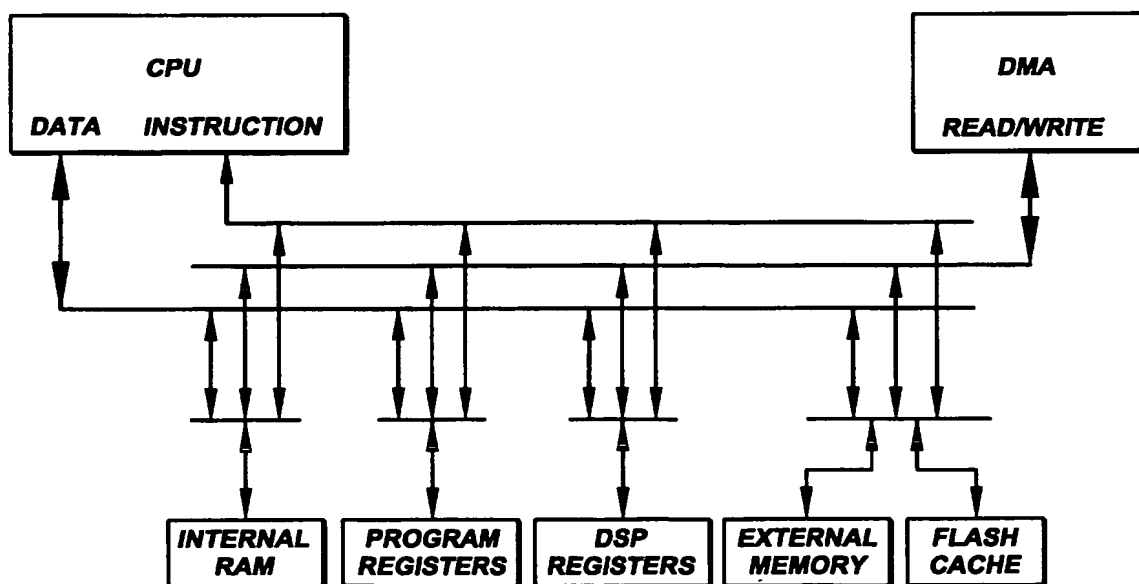 CPU
DMA
DATA INSTRUCTION
READ/WRITE
INTERNAL
RAM
PROGRAM
REGISTERS
DSP
REGISTERS
EXTERNAL
MEMORY
FLASH
CACHE